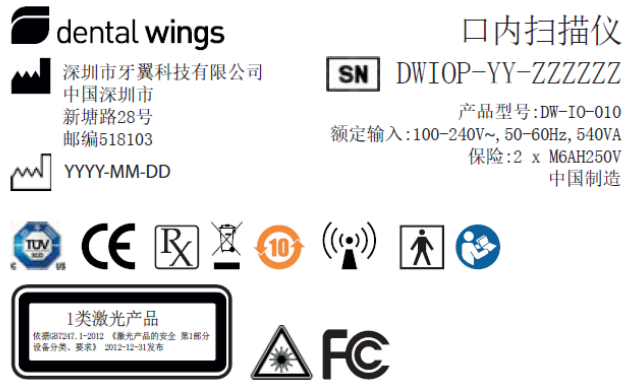 dental wings
口内扫描仪
深圳市牙翼科技有限公司
中国深圳市
新塘路28号
邮编518103
YYYY-MM-DD
SN DWIOP-YY-ZZZZZZ
产品型号:DW-IO-010
额定输入:100-240V~,50-60Hz,540VA
保险:2 x M6AH250V
中国制造
TÜV
SUD
C US
CE
Rx
10
1类激光产品
依据GB7247.1-2012 《激光产品的安全 第1部分
设备分类、要求》 2012-12-31发布
FC